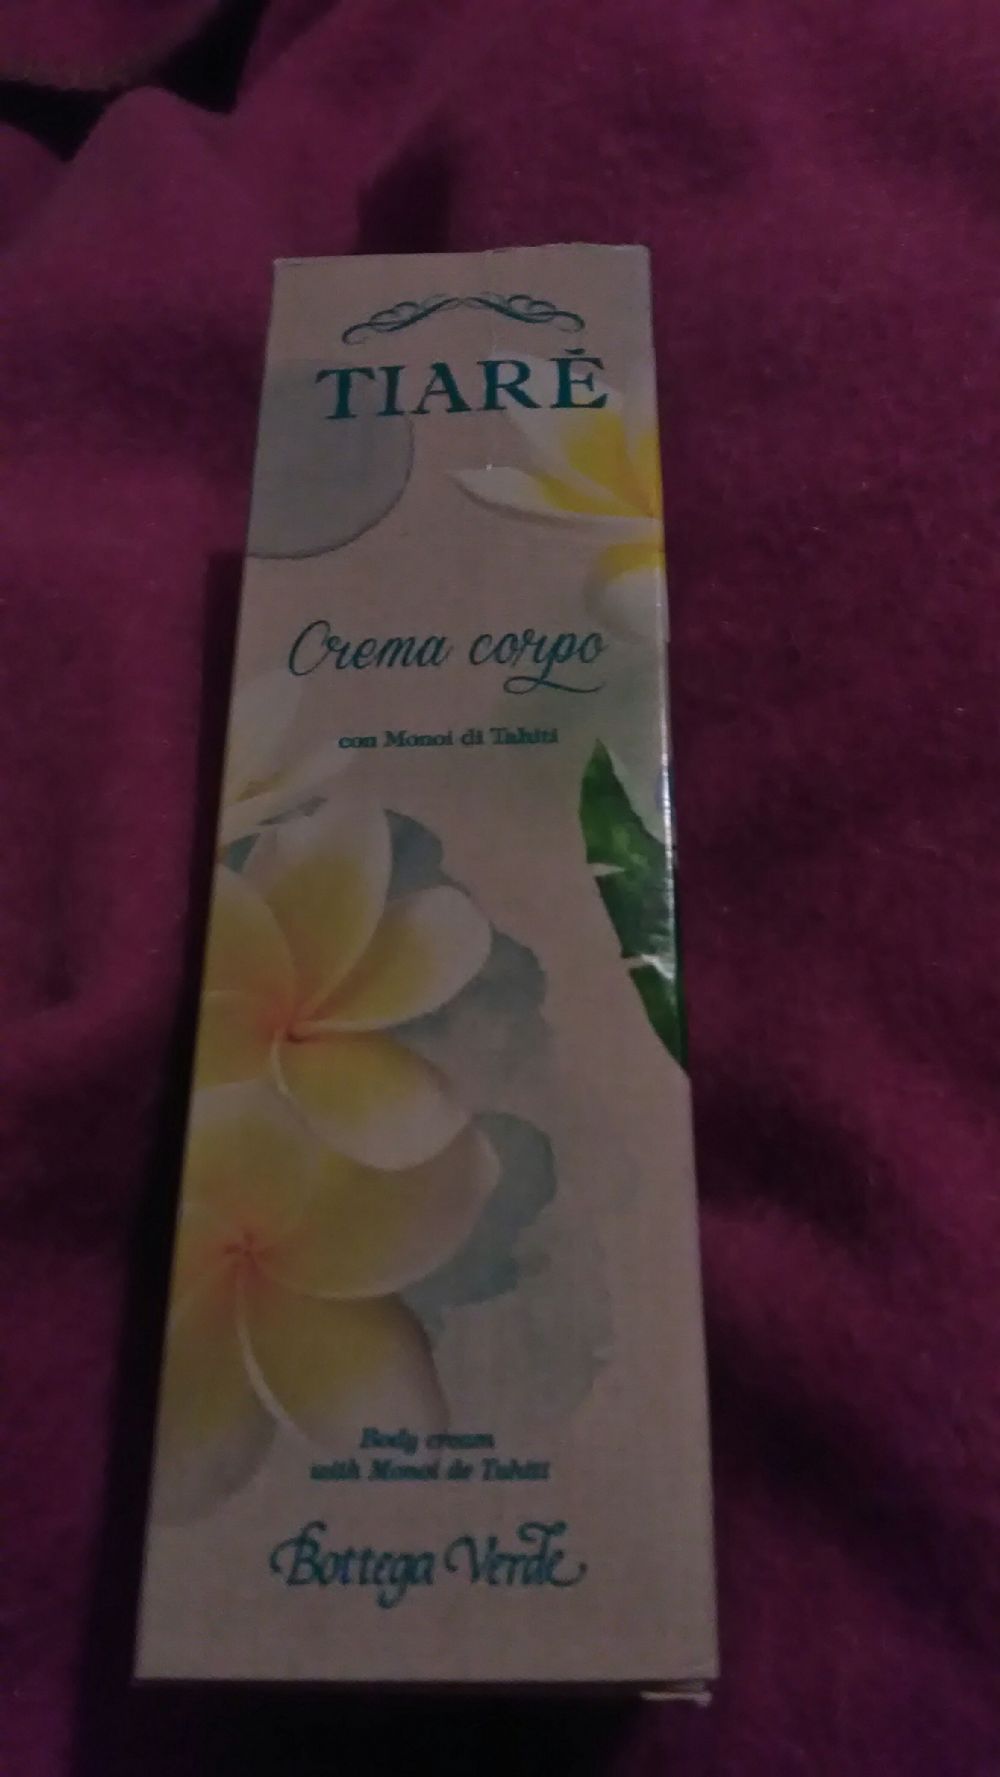 TIARÉ
Crema corpo
con Monoi di Tahiti
Body cream
with Monoi de Tahiti
Bottega Verde